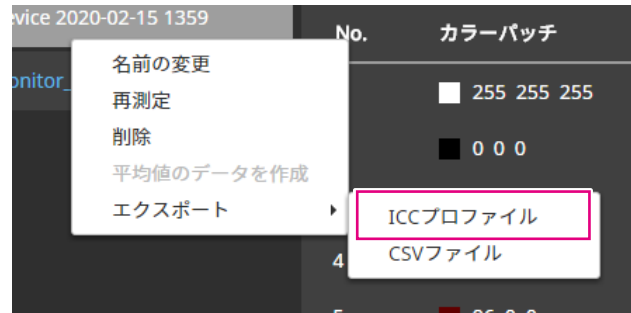 evice 2020-02-15 1359
No. カラーパッチ
onitor_
名前の変更
再測定
削除
平均値のデータを作成
エクスポート
255 255 255
0 0 0
ICCプロファイル
CSVファイル
4